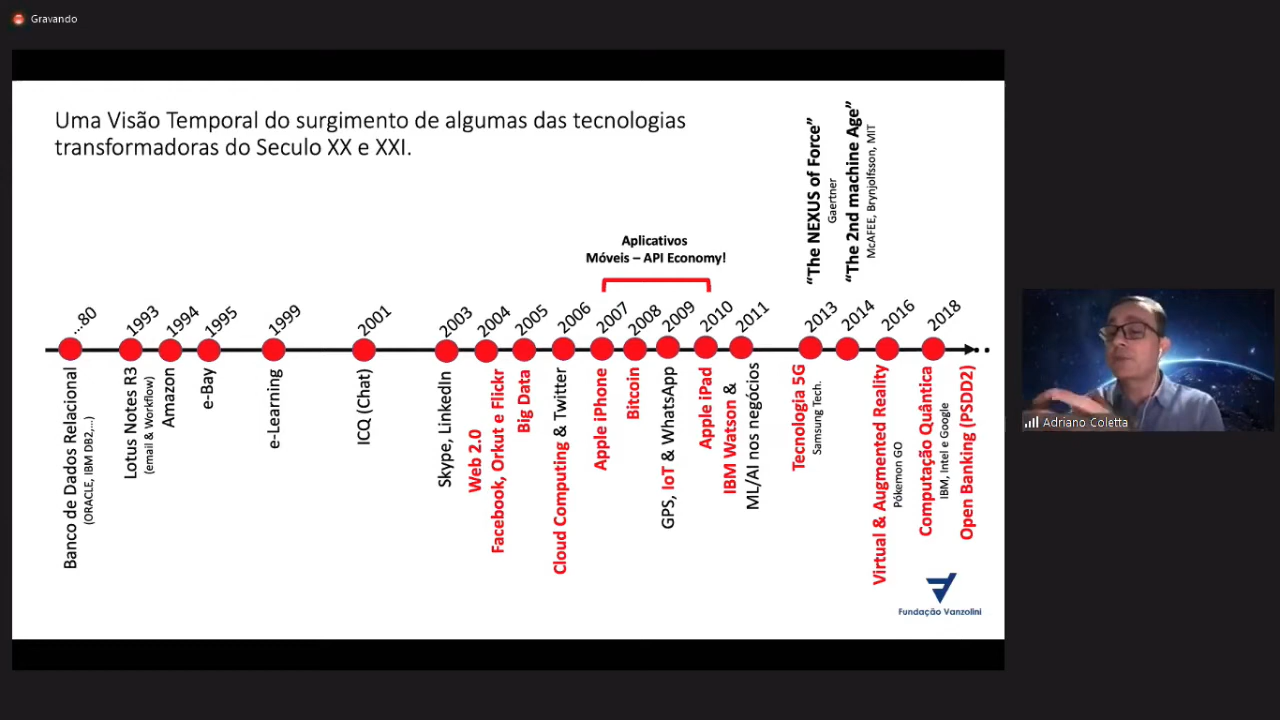 Gravando
Uma Visão Temporal do surgimento de algumas das tecnologias
transformadoras do Seculo XX e XXI.
“The NEXUS of Force”
Gaertner
“The 2nd machine Age”
McAFEE, Brynjolfsson, MIT
Aplicativos
Móveis – API Economy!
...80
1993
1994
1995
1999
2001
2003
2004
2005
2006
2007
2008
2009
2010
2011
2013
2014
2016
2018
Banco de Dados Relacional
(ORACLE, IBM DB2,...)
Lotus Notes R3
(email & Workflow)
Amazon
e-Bay
e-Learning
ICQ (Chat)
Skype, LinkedIn
Web 2.0
Facebook, Orkut e Flickr
Big Data
Cloud Computing & Twitter
Apple iPhone
Bitcoin
GPS, IoT & WhatsApp
Apple iPad
IBM Watson &
ML/AI nos negócios
Tecnologia 5G
Samsung Tech.
Virtual & Augmented Reality
Pókemon GO
Computação Quântica
IBM, Intel e Google
Open Banking (PSDD2)
Fundação Vanzolini
Adriano Coletta